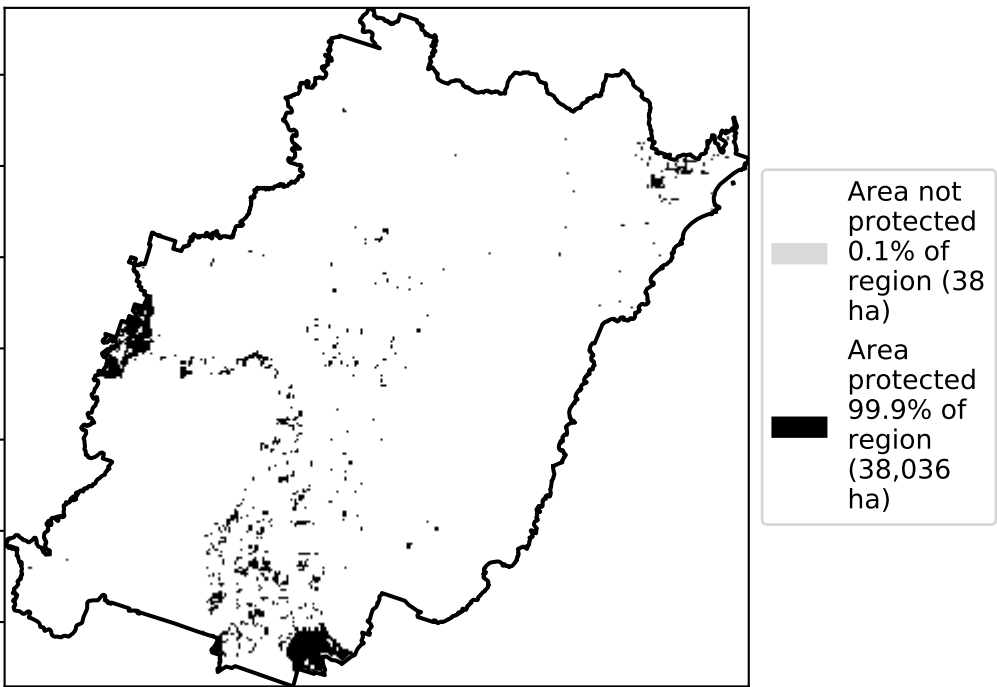 Area not
protected
0.1% of
region (38
ha)
Area
protected
99.9% of
region
(38,036
ha)